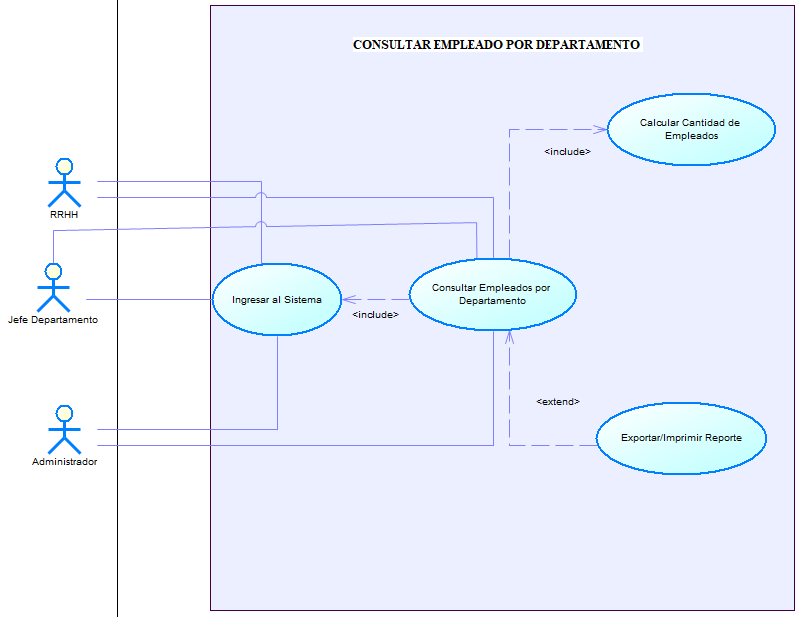 CONSULTAR EMPLEADO POR DEPARTAMENTO
Calcular Cantidad de
Empleados
<include>
RRHH
Ingresar al Sistema
Consultar Empleados por
Departamento
<include>
Jefe Departamento
<extend>
Exportar/Imprimir Reporte
Administrador